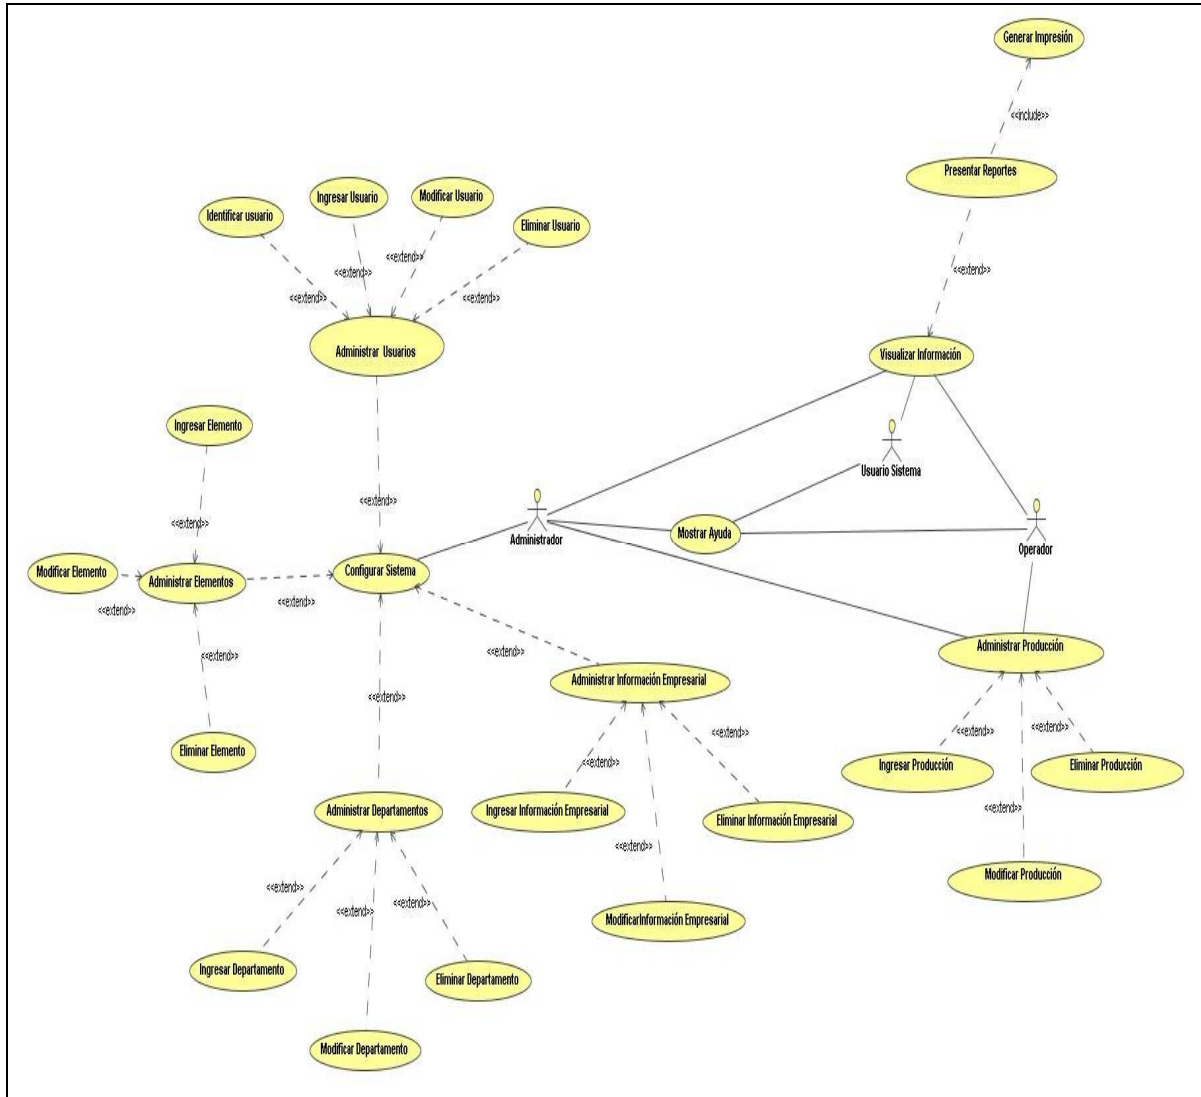 Generar Impresión
<<include>>
Presentar Reportes
Ingresar Usuario
Modificar Usuario
Identificar usuario
Eliminar Usuario
<<extend>>
<<extend>>
<<extend>>
<<extend>>
<<extend>>
Administrar Usuarios
Visualizar Información
Ingresar Elemento
Usuario Sistema
<<extend>>
<<extend>>
Mostrar Ayuda
Administrador
Operador
Modificar Elemento
Administrar Elementos
Configurar Sistema
<<extend>>
<<extend>>
<<extend>>
<<extend>>
Administrar Producción
Administrar Información Empresarial
<<extend>>
<<extend>>
<<extend>>
<<extend>>
<<extend>>
Eliminar Elemento
<<extend>>
Ingresar Producción
Eliminar Producción
Administrar Departamentos
Ingresar Información Empresarial
Eliminar Información Empresarial
<<extend>>
<<extend>>
Modificar Producción
<<extend>>
<<extend>>
<<extend>>
ModificarInformación Empresarial
Ingresar Departamento
Eliminar Departamento
Modificar Departamento